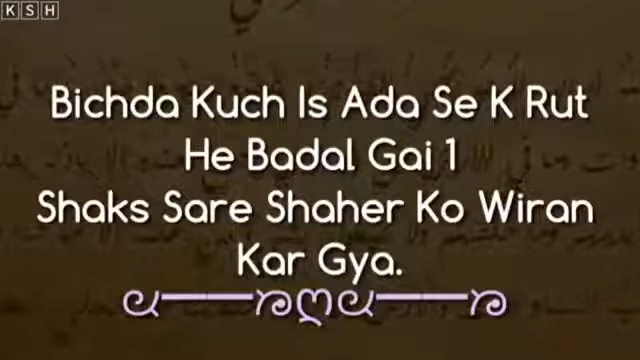 KSH
Bichda Kuch Is Ada Se K Rut
He Badal Gai 1
Shaks Sare Shaher Ko Wiran
Kar Gya.